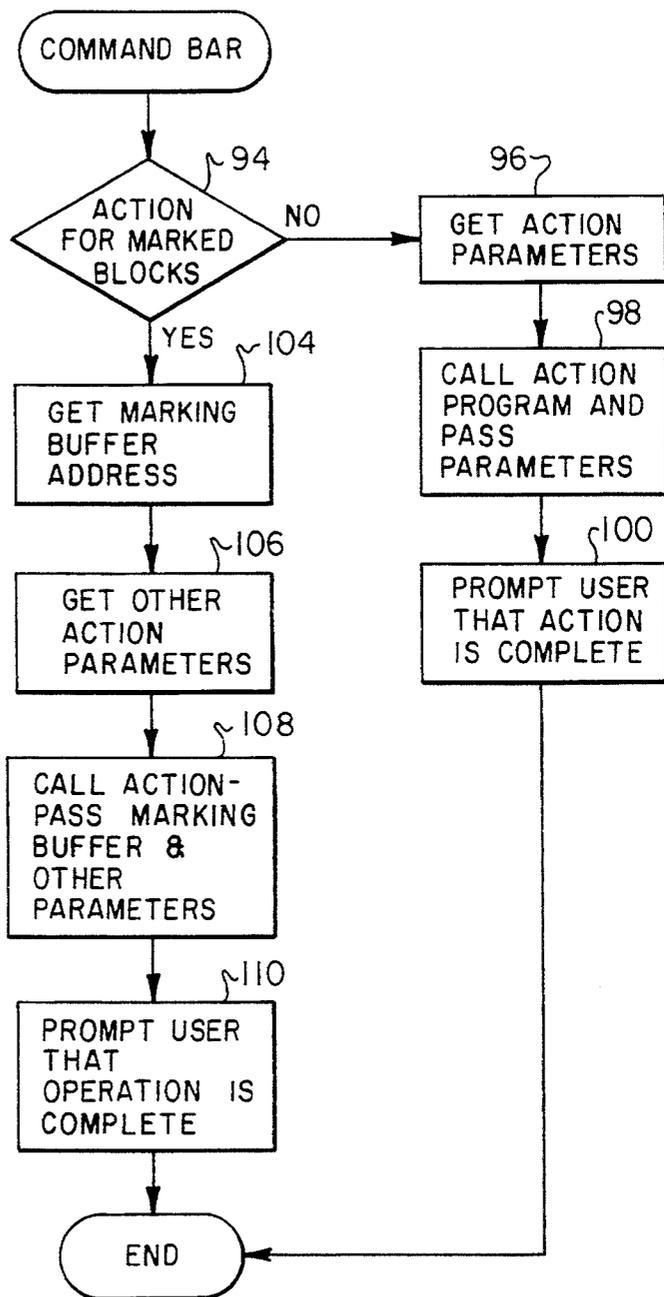 COMMAND BAR
94
ACTION
FOR MARKED
BLOCKS
NO
YES
96
GET ACTION
PARAMETERS
98
CALL ACTION
PROGRAM AND
PASS
PARAMETERS
100
PROMPT USER
THAT ACTION
IS COMPLETE
104
GET MARKING
BUFFER
ADDRESS
106
GET OTHER
ACTION
PARAMETERS
108
CALL ACTION-
PASS MARKING
BUFFER &
OTHER
PARAMETERS
110
PROMPT USER
THAT
OPERATION IS
COMPLETE
END